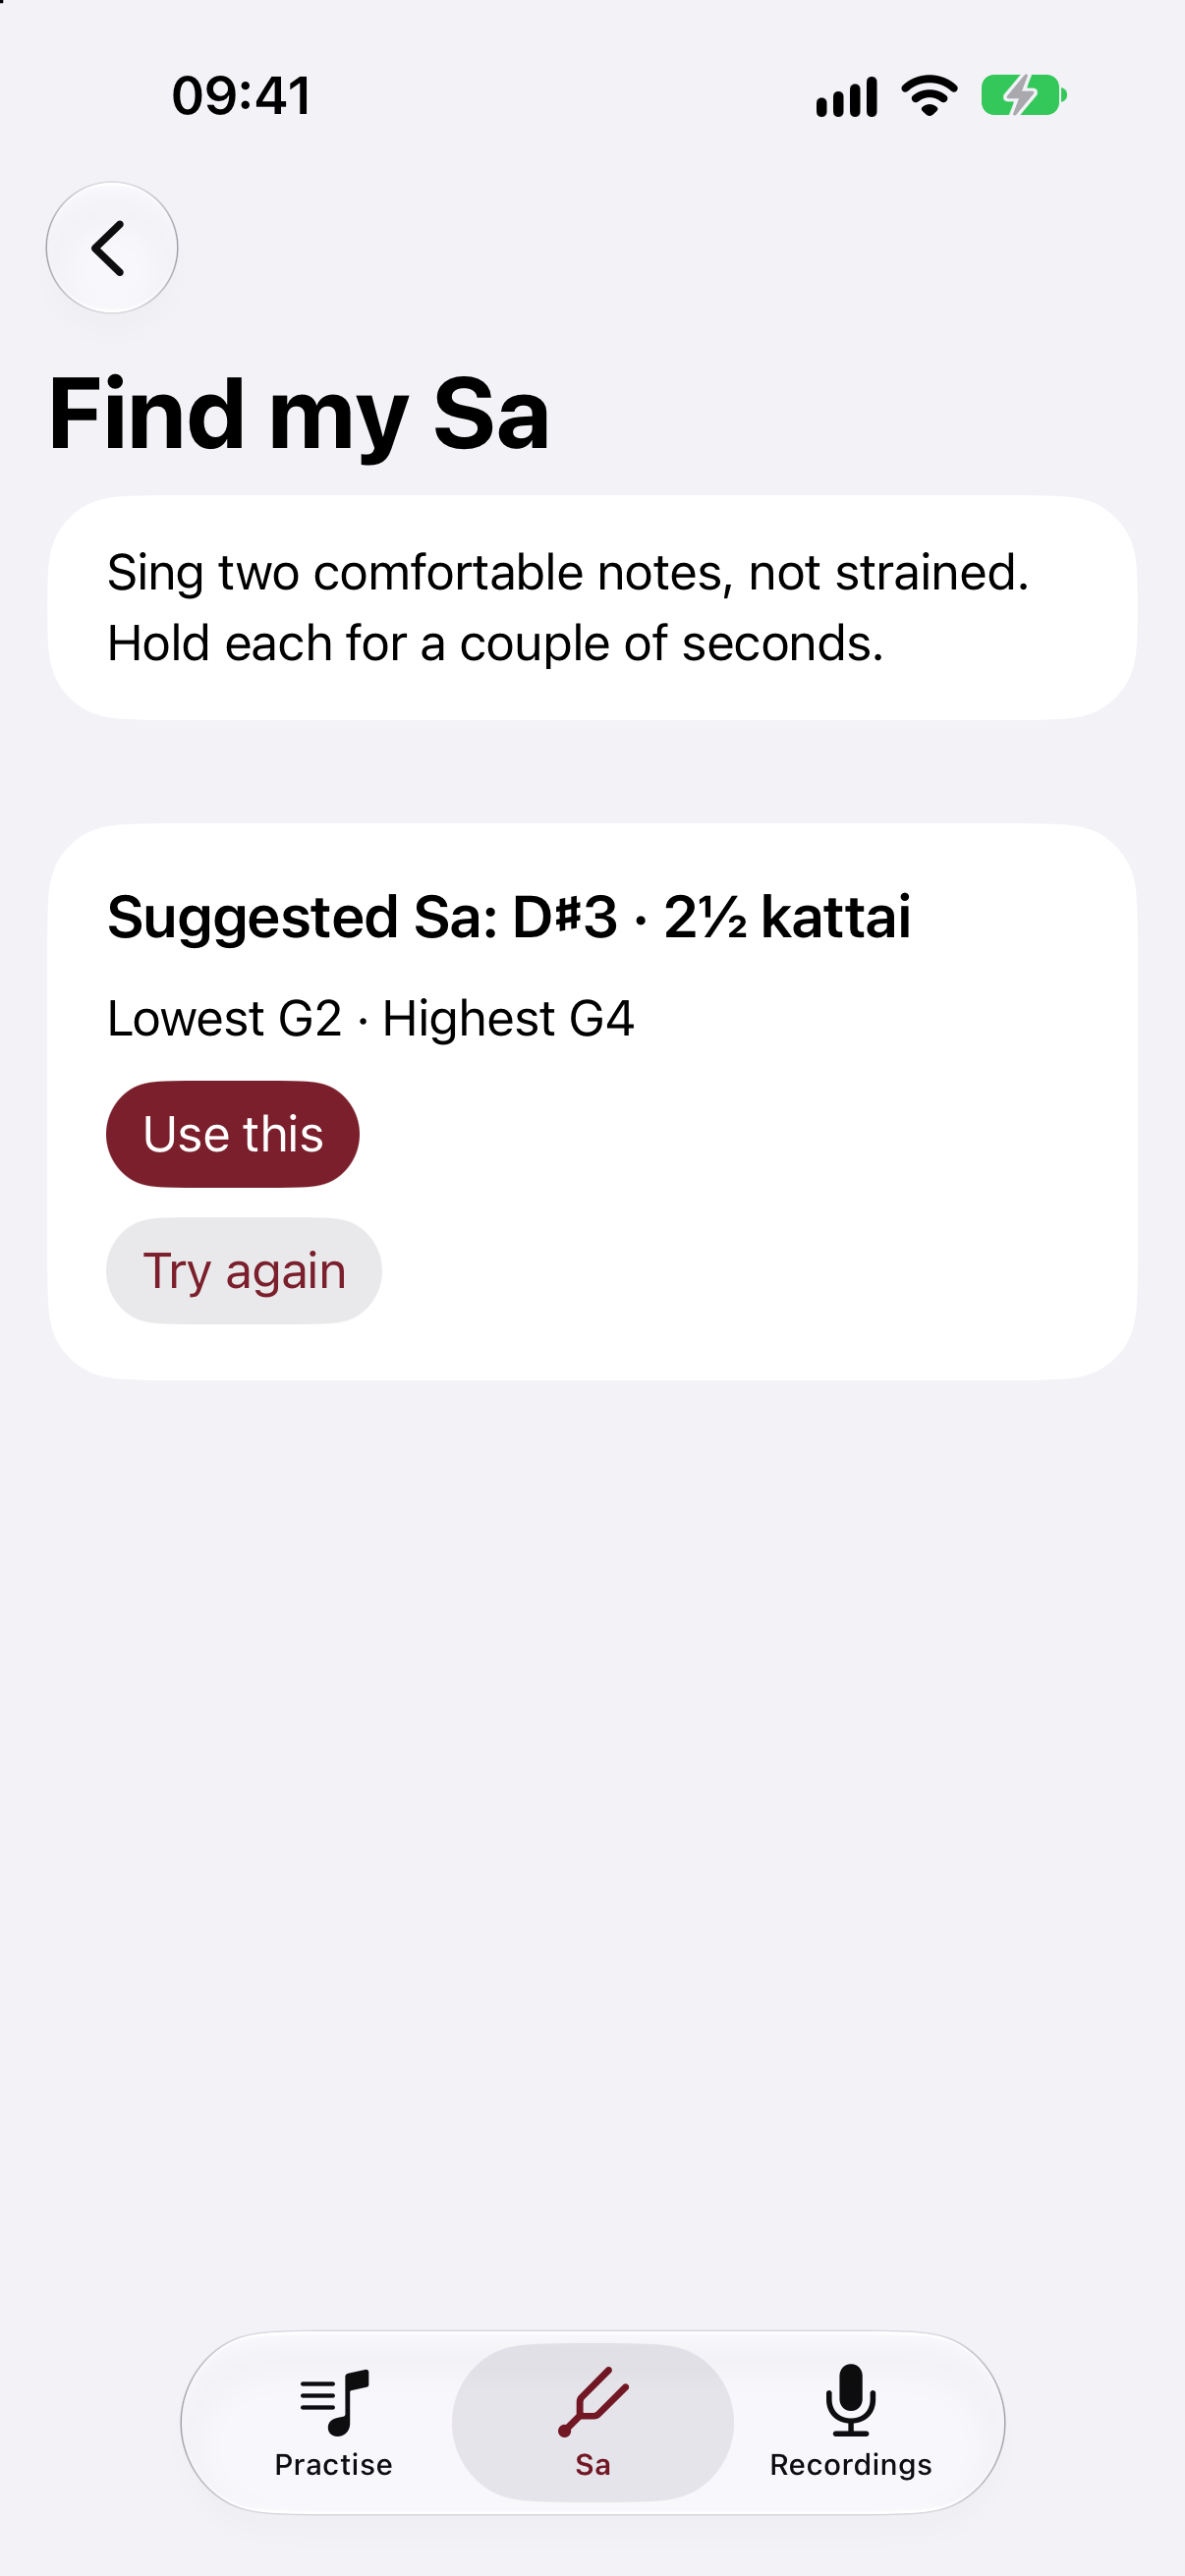 09:41
Find my Sa
Sing two comfortable notes, not strained.
Hold each for a couple of seconds.
Suggested Sa: D♯3 · 2½ kattai
Lowest G2 · Highest G4
Use this
Try again
Practise
Sa
Recordings